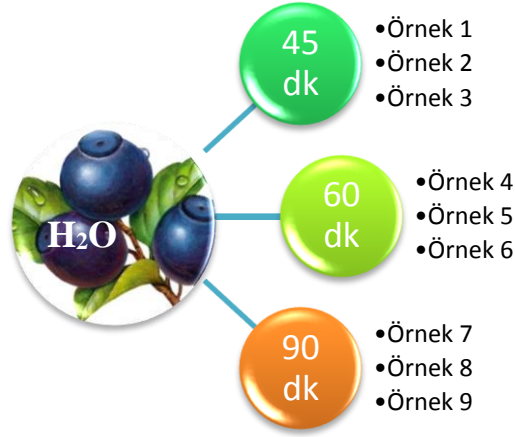 H₂O
45
dk
•Örnek 1
•Örnek 2
•Örnek 3
60
dk
•Örnek 4
•Örnek 5
•Örnek 6
90
dk
•Örnek 7
•Örnek 8
•Örnek 9